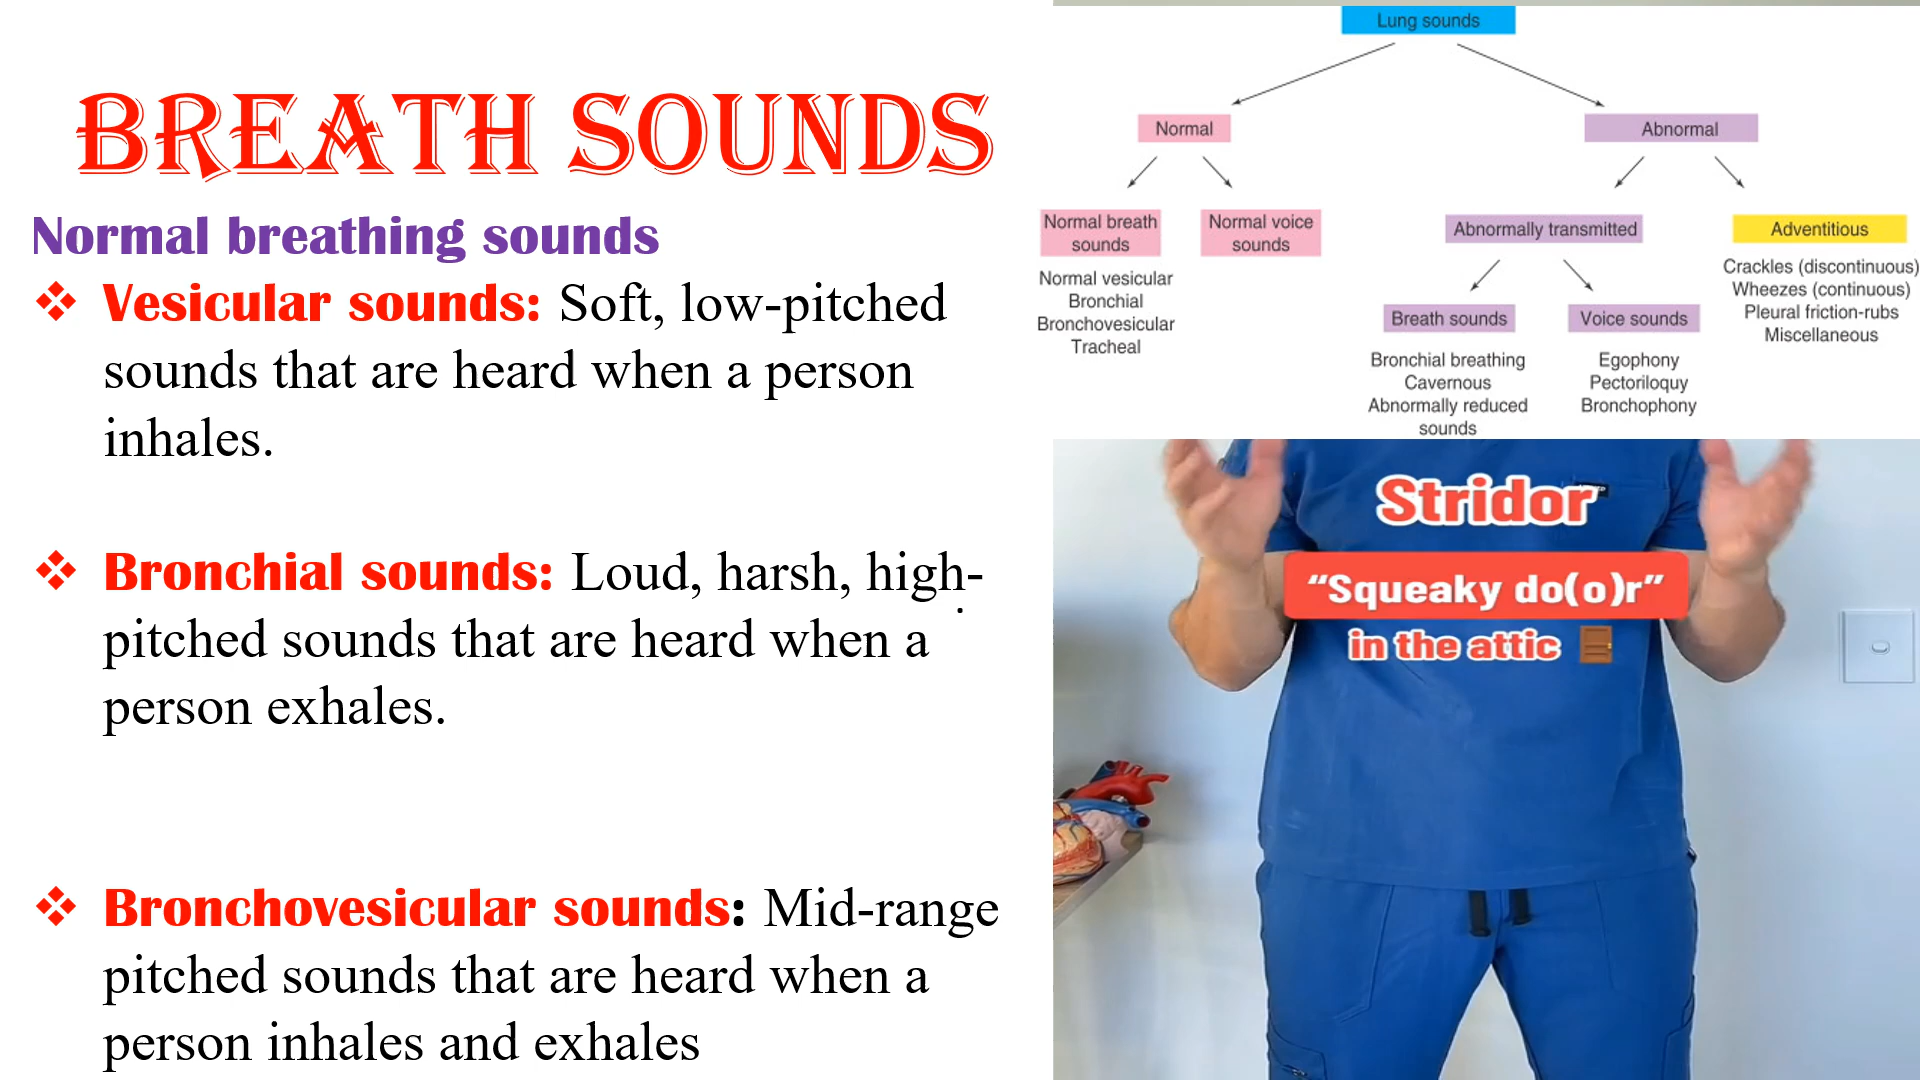 BREATH SOUNDS
Normal breathing sounds
❖ Vesicular sounds: Soft, low-pitched
sounds that are heard when a person
inhales.
❖ Bronchial sounds: Loud, harsh, high-
pitched sounds that are heard when a
person exhales.
❖ Bronchovesicular sounds: Mid-range
pitched sounds that are heard when a
person inhales and exhales
Lung sounds
Normal
Abnormal
Normal breath
sounds
Normal voice
sounds
Abnormally transmitted
Adventitious
Normal vesicular
Bronchial
Bronchovesicular
Tracheal
Breath sounds
Voice sounds
Crackles (discontinuous)
Wheezes (continuous)
Pleural friction-rubs
Miscellaneous
Bronchial breathing
Cavernous
Abnormally reduced
sounds
Egophony
Pectoriloquy
Bronchophony
Stridor
“Squeaky do(o)r”
in the attic 🚪